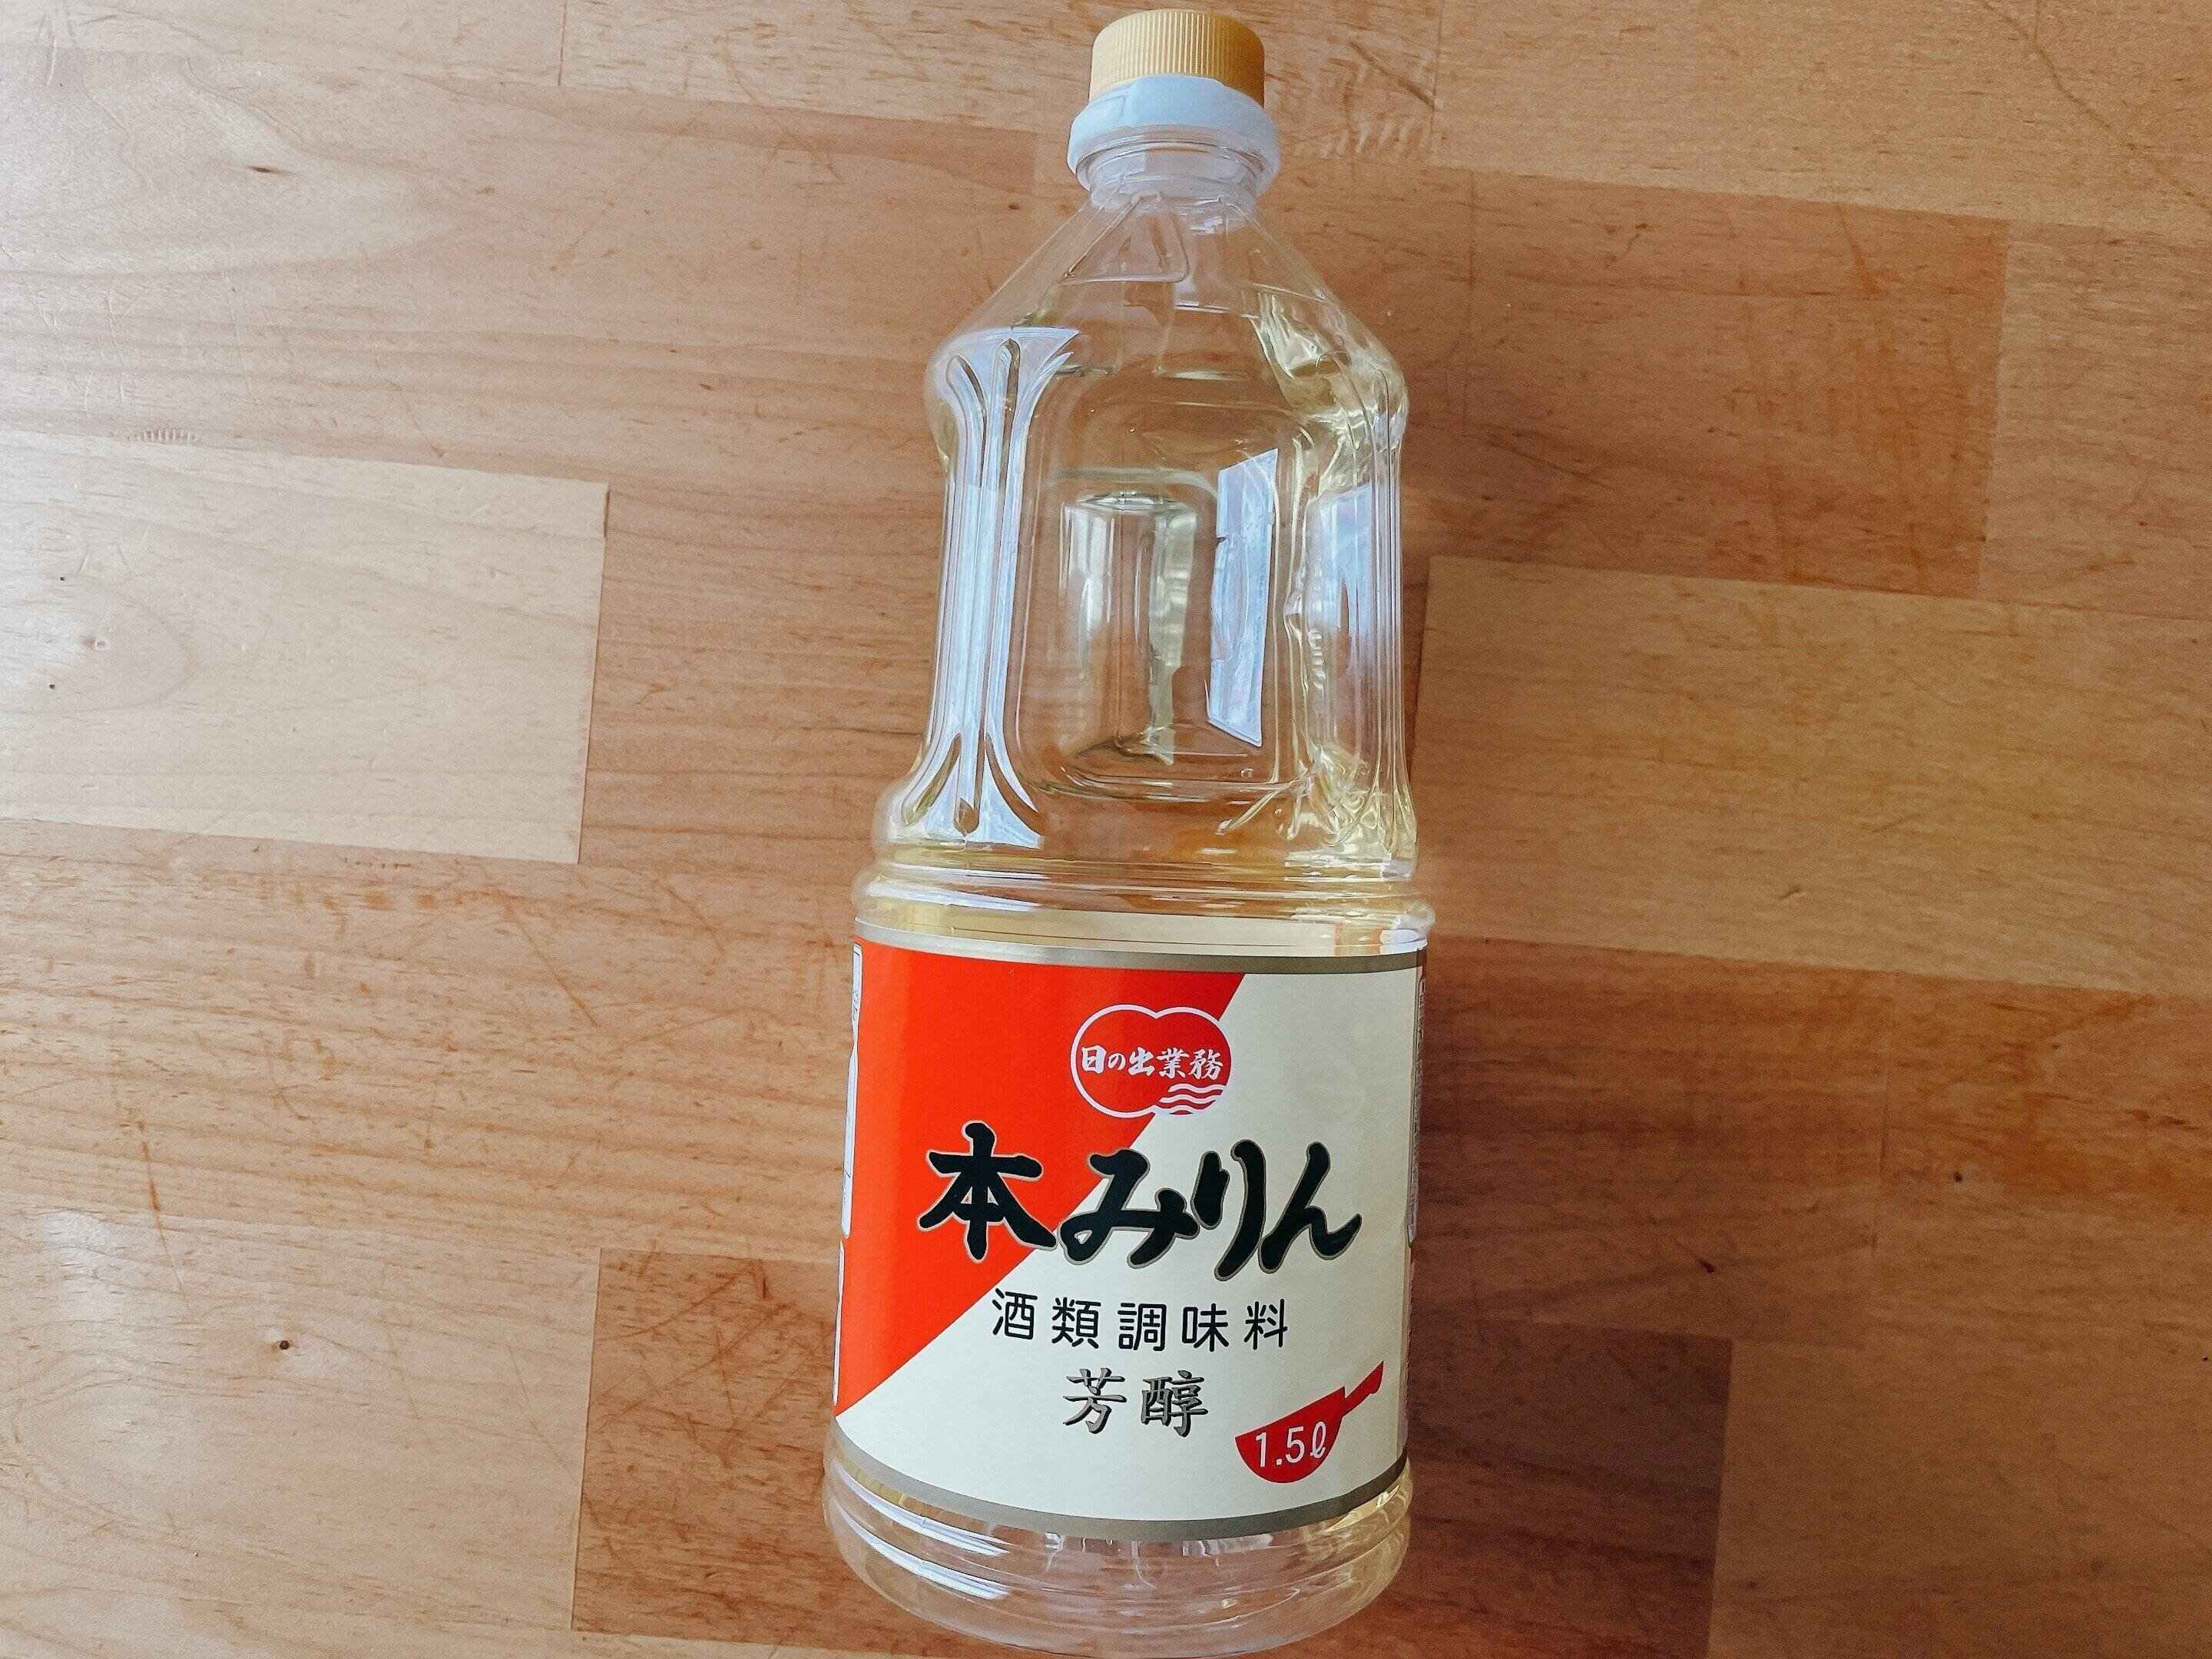 日の出業務
本みりん
酒類調味料
芳醇
1.5ℓ